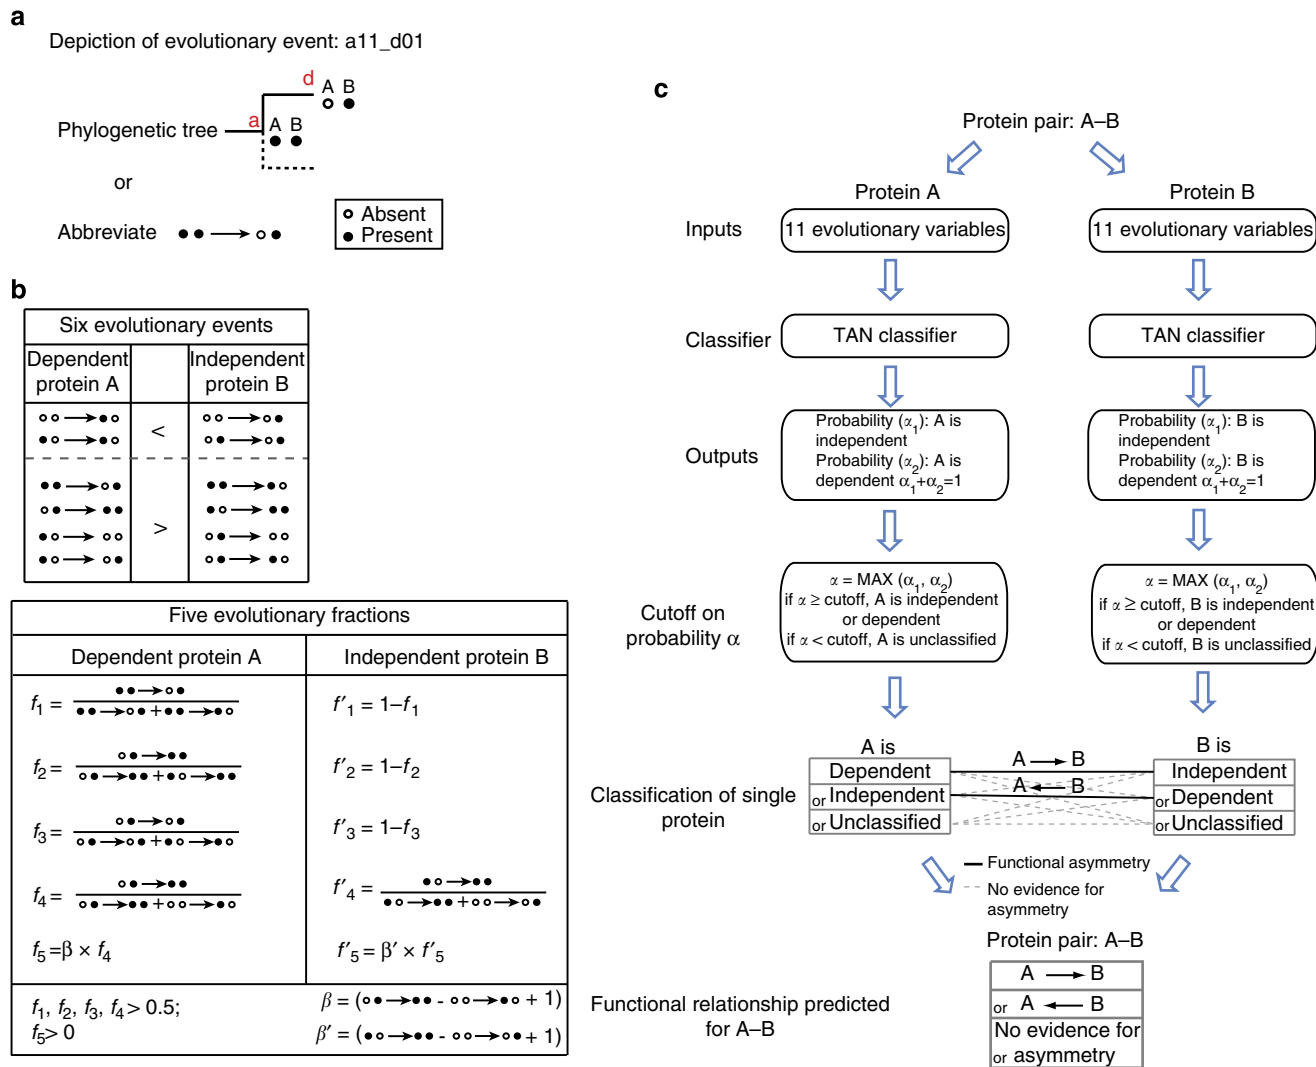 a
Depiction of evolutionary event: a11_d01
d
A B
a
A B
Phylogenetic tree
or
Abbreviate
Absent
Present
b
Six evolutionary events
Dependent protein A
Independent protein B
<
>
Five evolutionary fractions
Dependent protein A
Independent protein B
f1 =
+
f′1 = 1–f1
f2 =
+
f′2 = 1–f2
f3 =
+
f′3 = 1–f3
f4 =
+
f′4 =
+
f5 =β × f4
f′5 = β′ × f′5
f1, f2, f3, f4 > 0.5;
f5> 0
β = ( - + 1)
β′ = ( - + 1)
c
Protein pair: A–B
Protein A
Protein B
Inputs
11 evolutionary variables
11 evolutionary variables
Classifier
TAN classifier
TAN classifier
Outputs
Probability (α1): A is
independent
Probability (α2): A is
dependent α1+α2=1
Probability (α1): B is
independent
Probability (α2): B is
dependent α1+α2=1
Cutoff on
probability α
α = MAX (α1, α2)
if α ≥ cutoff, A is independent
or dependent
if α < cutoff, A is unclassified
α = MAX (α1, α2)
if α ≥ cutoff, B is independent
or dependent
if α < cutoff, B is unclassified
Classification of single
protein
A is
Dependent
or Independent
or Unclassified
A → B
A ← B
B is
Independent
or Dependent
or Unclassified
Functional asymmetry
No evidence for
asymmetry
Functional relationship predicted
for A–B
Protein pair: A–B
A → B
or A ← B
No evidence for
or asymmetry